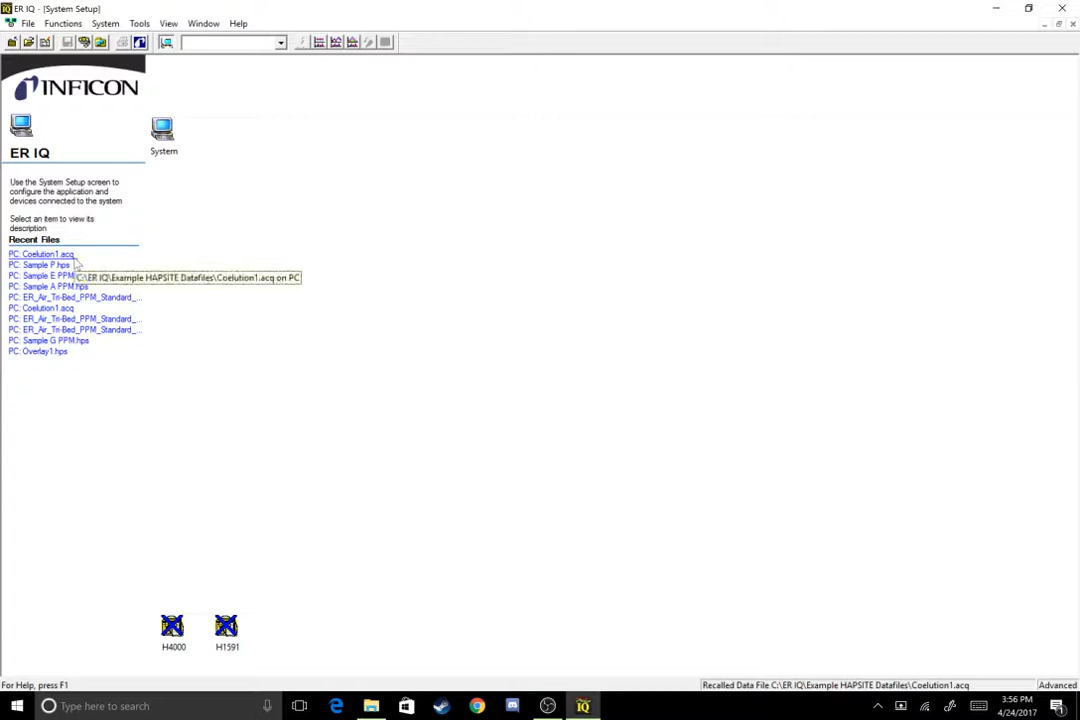 ER IQ - [System Setup]
File Functions System Tools View Window Help
INFICON
ER IQ
System
Use the System Setup screen to
configure the application and
devices connected to the system
Select an item to view its
description
Recent Files
PC: Coelution1.acq
PC: Sample P.hps
C:\ER IQ\Example HAPSITE Datafiles\Coelution1.acq on PC
PC: Sample E PPM
PC: Sample A PPM.hps
PC: ER_Air_Tri-Bed_PPM_Standard_...
PC: Coelution1.acq
PC: ER_Air_Tri-Bed_PPM_Standard_...
PC: ER_Air_Tri-Bed_PPM_Standard_...
PC: Sample G PPM.hps
PC: Overlay1.hps
H4000 H1591
For Help, press F1
Recalled Data File C:\ER IQ\Example HAPSITE Datafiles\Coelution1.acq
Advanced
Type here to search
3:56 PM
4/24/2017